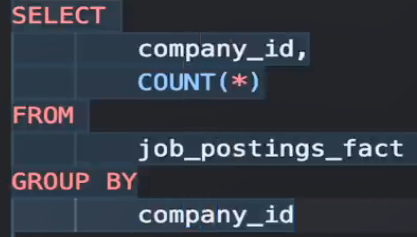 SELECT
company_id,
COUNT(*)
FROM
job_postings_fact
GROUP BY
company_id